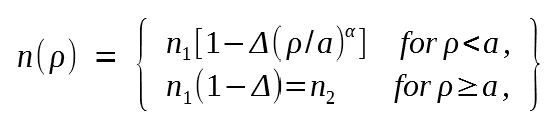 n(ρ) = { n₁[1−Δ(ρ/a)^α] for ρ<a,
n₁(1−Δ)=n₂ for ρ≥a, }